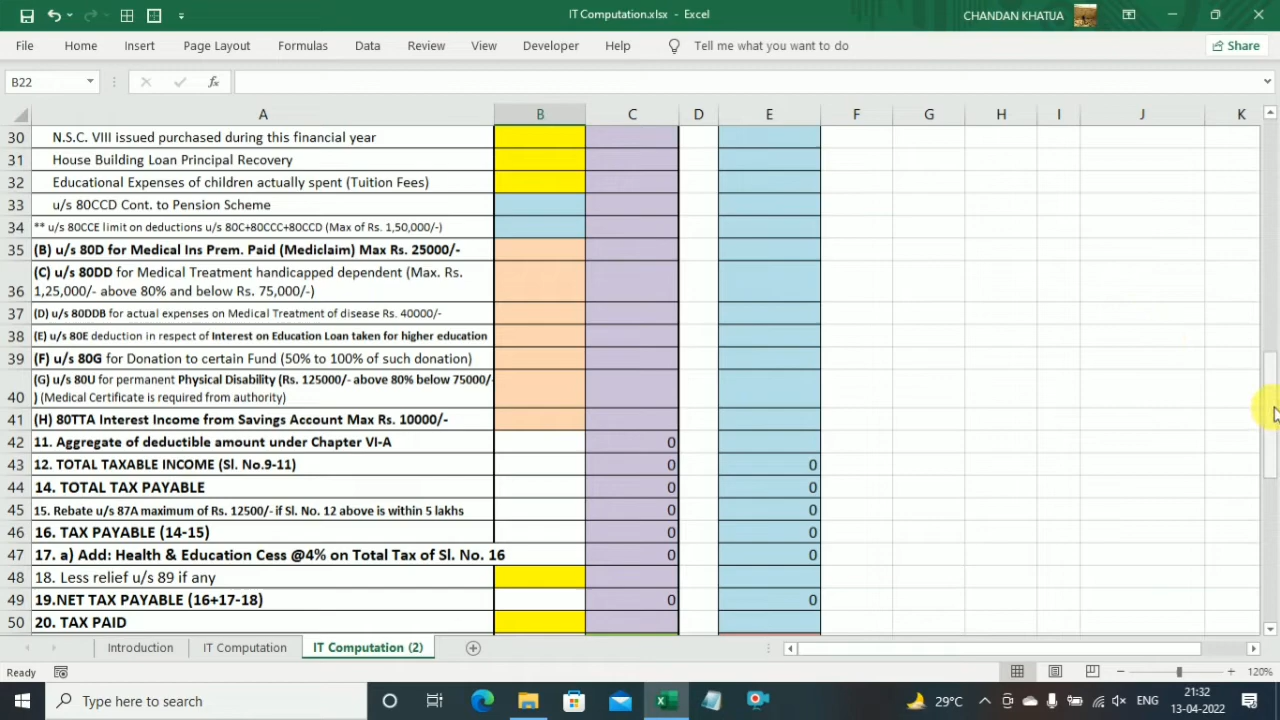 IT Computation.xlsx - Excel
CHANDAN KHATUA
File Home Insert Page Layout Formulas Data Review View Developer Help Tell me what you want to do Share
B22 fx
A B C D E F G H I J K
30 N.S.C. VIII issued purchased during this financial year
31 House Building Loan Principal Recovery
32 Educational Expenses of children actually spent (Tuition Fees)
33 u/s 80CCD Cont. to Pension Scheme
34 ** u/s 80CCE limit on deductions u/s 80C+80CCC+80CCD (Max of Rs. 1,50,000/-)
35 (B) u/s 80D for Medical Ins Prem. Paid (Mediclaim) Max Rs. 25000/-
(C) u/s 80DD for Medical Treatment handicapped dependent (Max. Rs.
36 1,25,000/- above 80% and below Rs. 75,000/-)
37 (D) u/s 80DDB for actual expenses on Medical Treatment of disease Rs. 40000/-
38 (E) u/s 80E deduction in respect of Interest on Education Loan taken for higher education
39 (F) u/s 80G for Donation to certain Fund (50% to 100% of such donation)
(G) u/s 80U for permanent Physical Disability (Rs. 125000/- above 80% below 75000/-
40 ) (Medical Certificate is required from authority)
41 (H) 80TTA Interest Income from Savings Account Max Rs. 10000/-
42 11. Aggregate of deductible amount under Chapter VI-A 0
43 12. TOTAL TAXABLE INCOME (Sl. No.9-11) 0 0
44 14. TOTAL TAX PAYABLE 0 0
45 15. Rebate u/s 87A maximum of Rs. 12500/- if Sl. No. 12 above is within 5 lakhs 0 0
46 16. TAX PAYABLE (14-15) 0 0
47 17. a) Add: Health & Education Cess @4% on Total Tax of Sl. No. 16 0 0
48 18. Less relief u/s 89 if any
49 19.NET TAX PAYABLE (16+17-18) 0 0
50 20. TAX PAID
Introduction IT Computation IT Computation (2)
Ready 120%
Type here to search 29°C ENG 21:32
13-04-2022